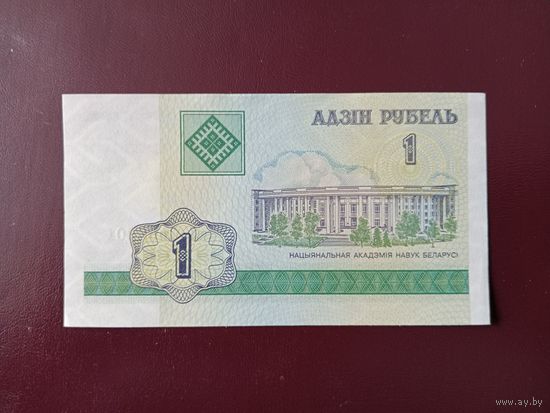 АДЗІН РУБЕЛЬ
1
НАЦЫЯНАЛЬНАЯ АКАДЭМІЯ НАВУК БЕЛАРУСІ
1
www.ay.by